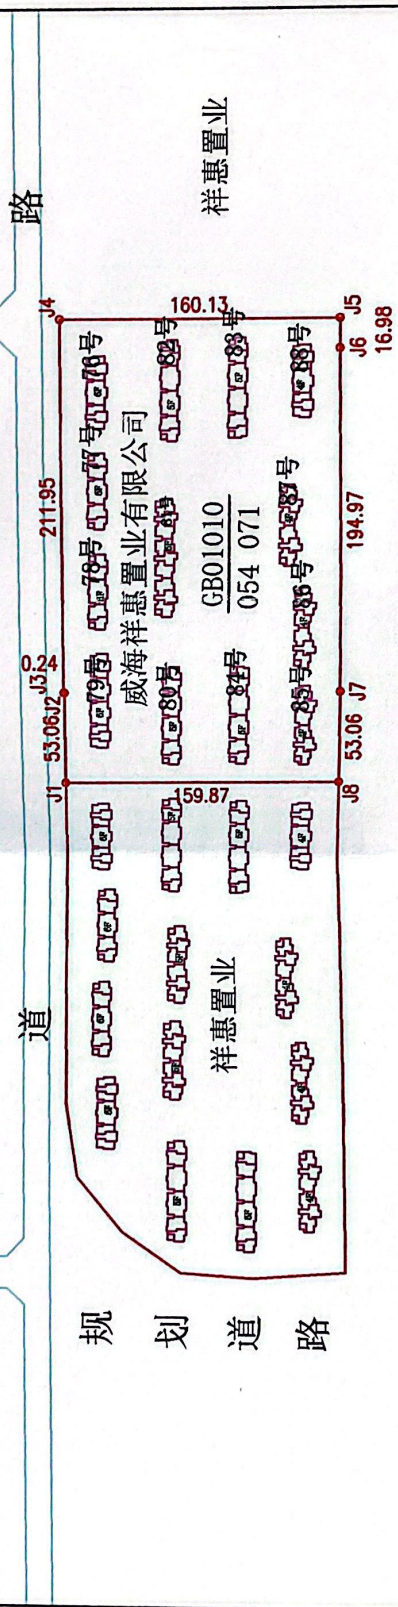 道 路
J1 53.06 J2 J3 0.24 211.95 J4
79号 78号 77号 76号
威海祥惠置业有限公司
80号 81号 82号
159.87 160.13
祥惠置业
祥惠置业
GB01010
054 071
84号 83号
85号 86号 87号 88号
J8 53.06 J7 194.97 J6 J5
16.98
规
划
道
路